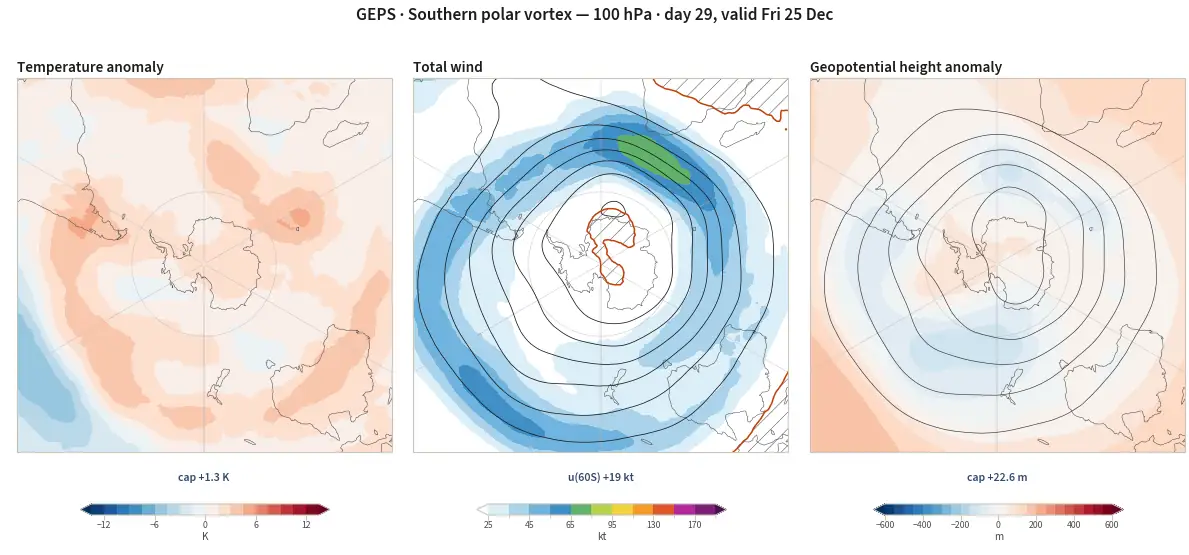 GEPS · Southern polar vortex — 100 hPa · day 29, valid Fri 25 Dec
Temperature anomaly
Total wind
Geopotential height anomaly
cap +1.3 K
u(60S) +19 kt
cap +22.6 m
−12 −6 0 6 12
K
25 45 65 95 130 170
kt
−600 −400 −200 0 200 400 600
m